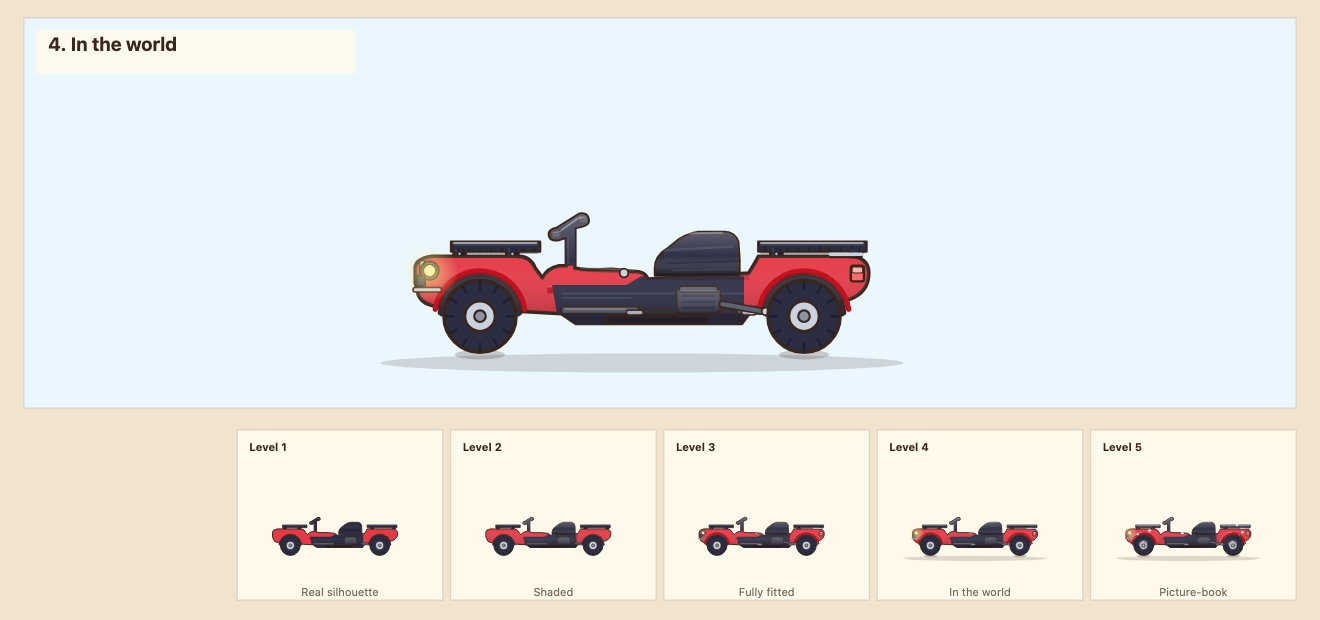 4. In the world
Level 1
Level 2
Level 3
Level 4
Level 5
Real silhouette
Shaded
Fully fitted
In the world
Picture-book